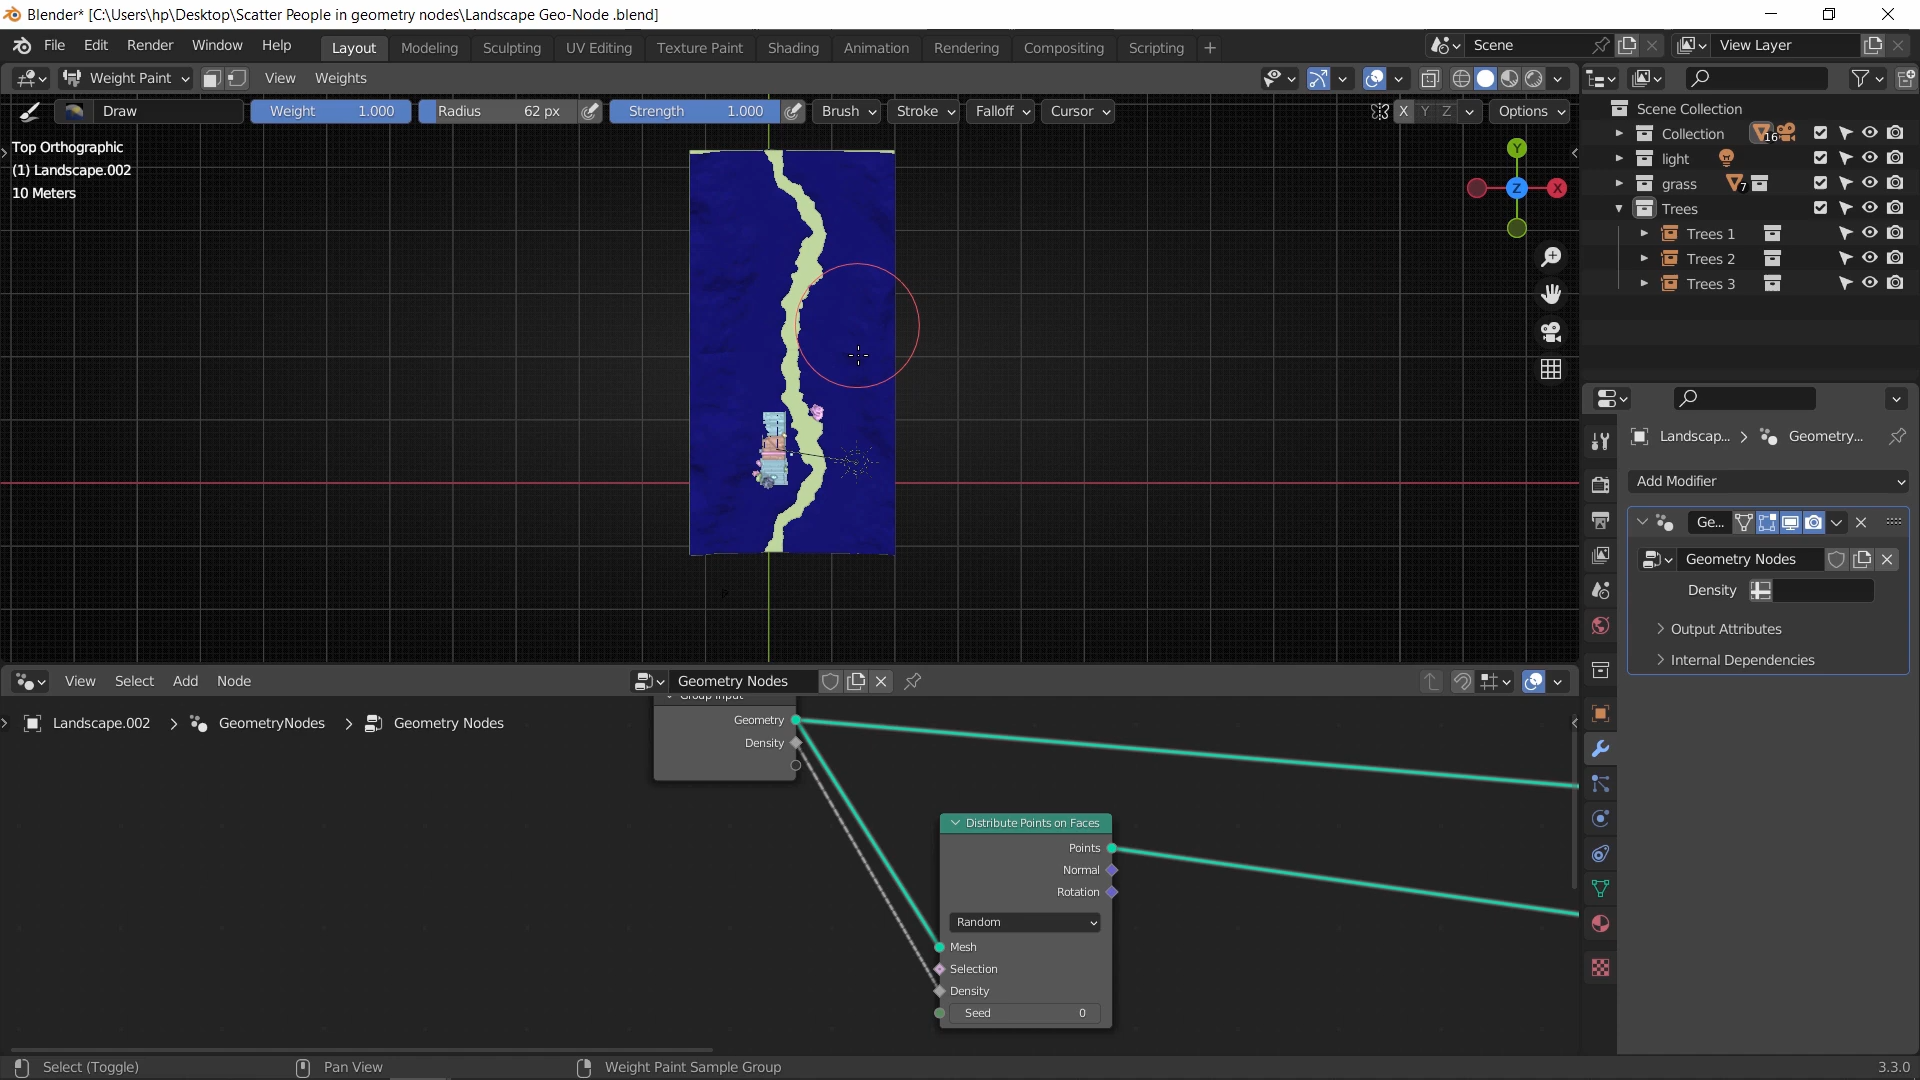 Blender* [C:\Users\hp\Desktop\Scatter People in geometry nodes\Landscape Geo-Node .blend]
File Edit Render Window Help Layout Modeling Sculpting UV Editing Texture Paint Shading Animation Rendering Compositing Scripting + Scene View Layer
Weight Paint View Weights
Draw Weight 1.000 Radius 62 px Strength 1.000 Brush Stroke Falloff Cursor X Y Z Options
Top Orthographic
(1) Landscape.002
10 Meters
Y
Z X
Scene Collection
Collection 16
light
grass 7
Trees
Trees 1
Trees 2
Trees 3
Landscap... > Geometry...
Add Modifier
Ge...
Geometry Nodes
Density
Output Attributes
Internal Dependencies
View Select Add Node Geometry Nodes
Landscape.002 > GeometryNodes > Geometry Nodes
Group Input
Geometry
Density
Distribute Points on Faces
Points
Normal
Rotation
Random
Mesh
Selection
Density
Seed 0
Select (Toggle) Pan View Weight Paint Sample Group 3.3.0